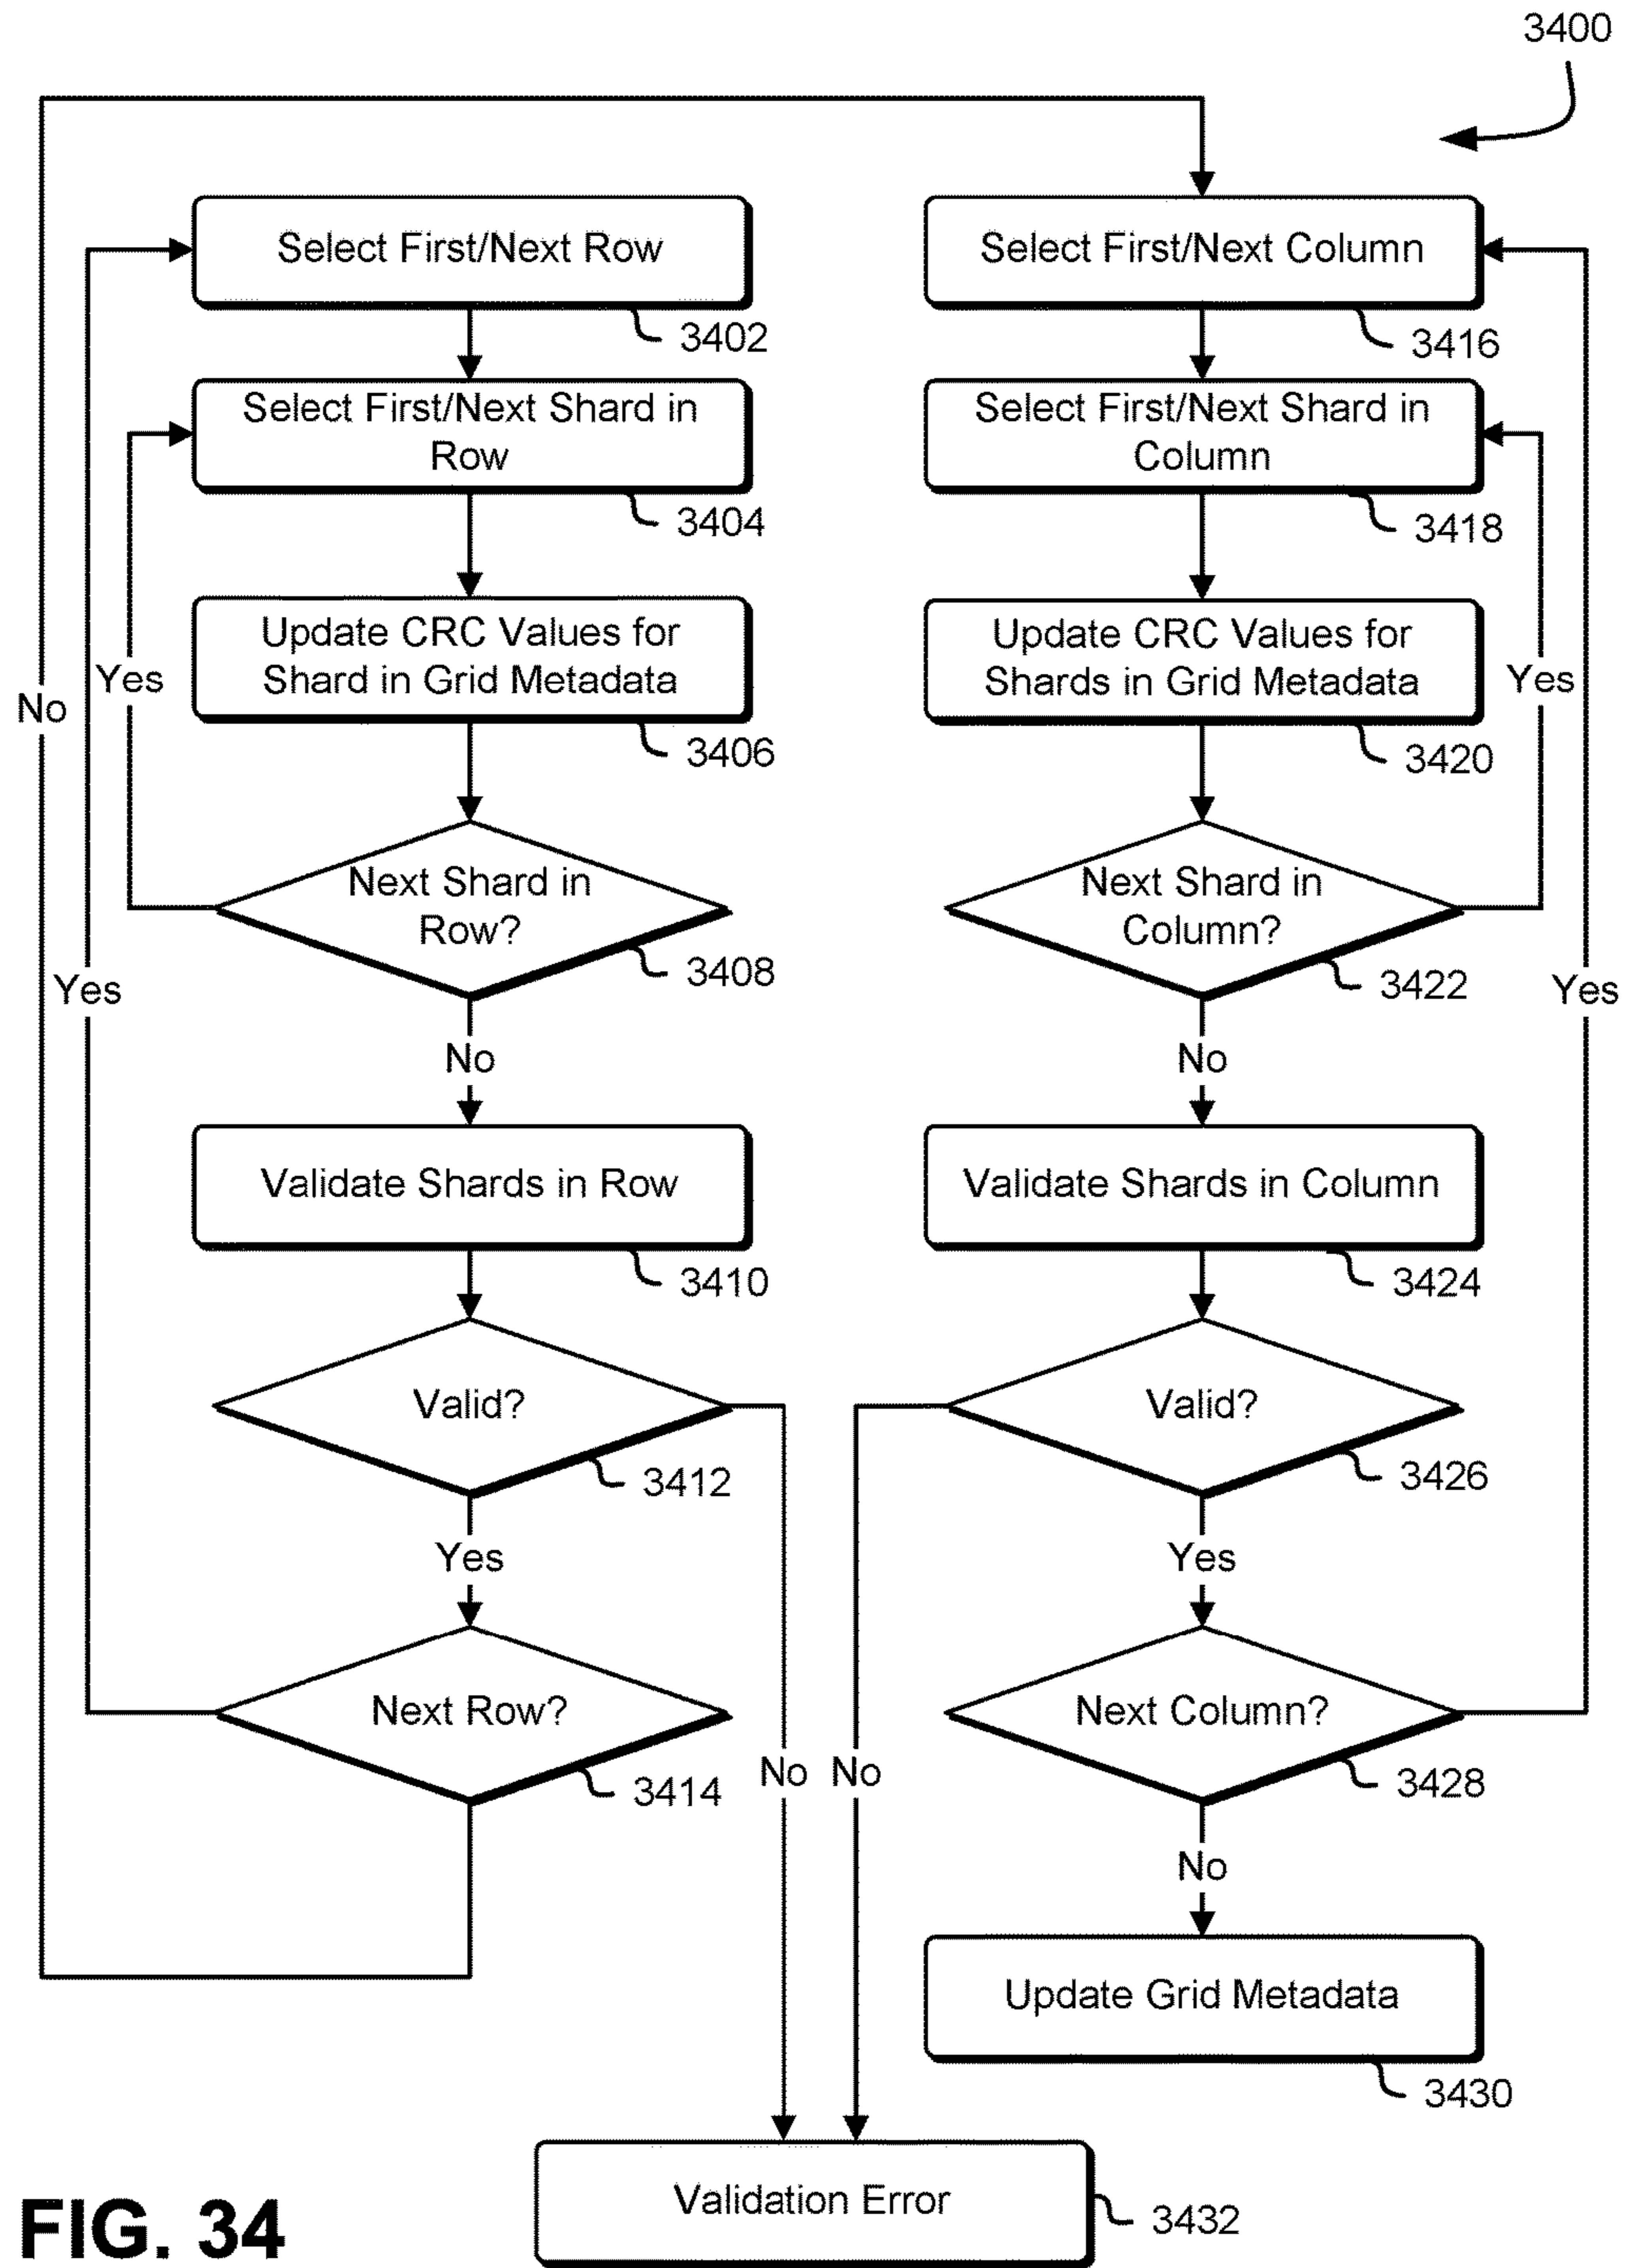 3400
Select First/Next Row
3402
Select First/Next Shard in
Row
3404
Update CRC Values for
Shard in Grid Metadata
3406
Yes
No
Next Shard in
Row?
3408
Yes
No
Validate Shards in Row
3410
Valid?
3412
Yes
Next Row?
3414
No
Select First/Next Column
3416
Select First/Next Shard in
Column
3418
Update CRC Values for
Shards in Grid Metadata
3420
Yes
Next Shard in
Column?
3422
Yes
No
Validate Shards in Column
3424
Valid?
3426
Yes
Next Column?
3428
No
No
Update Grid Metadata
3430
Validation Error
3432
FIG. 34